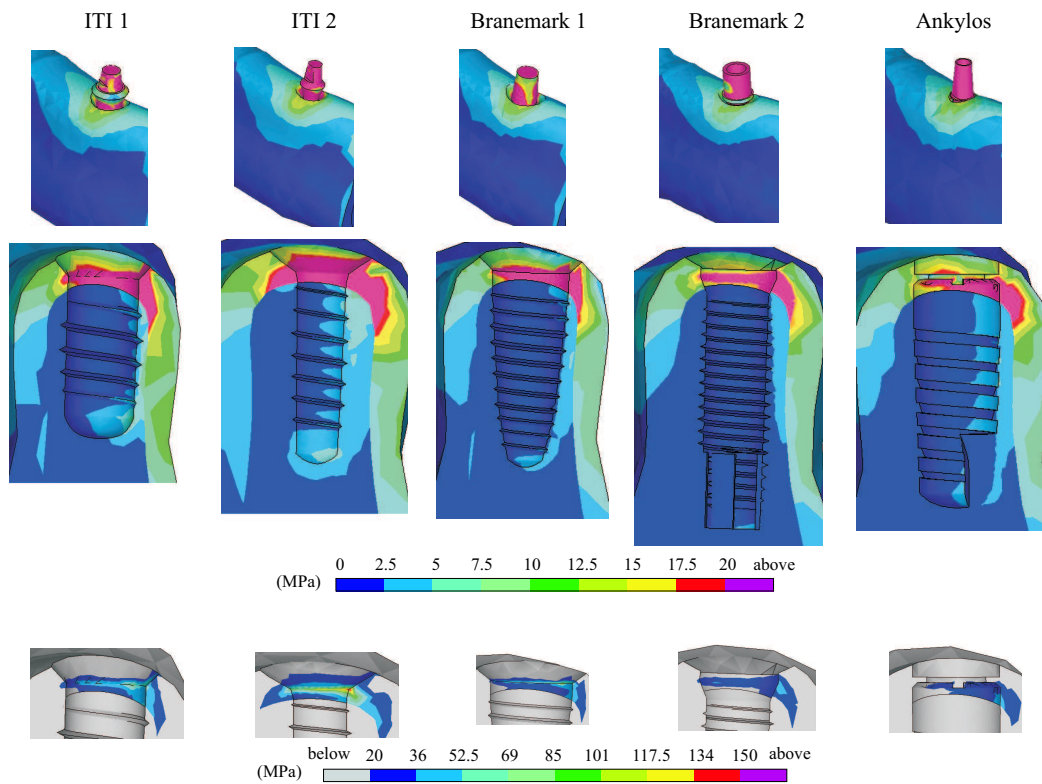 ITI 1 ITI 2 Branemark 1 Branemark 2 Ankylos
0 2.5 5 7.5 10 12.5 15 17.5 20 above
(MPa)
below 20 36 52.5 69 85 101 117.5 134 150 above
(MPa)